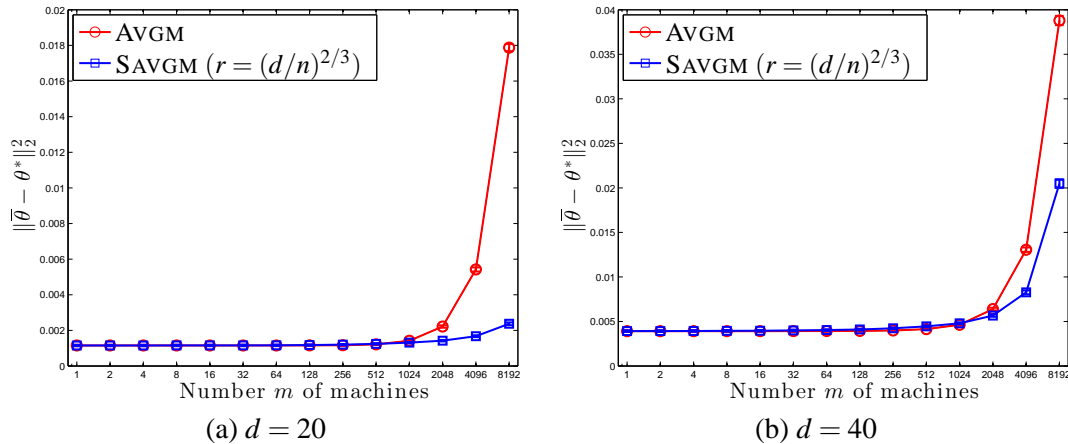 0.02
0.018
0.016
0.014
0.012
0.01
0.008
0.006
0.004
0.002
0
AVGM
SAVGM (r = (d/n)^{2/3})
‖θ̅ − θ*‖₂²
1 2 4 8 16 32 64 128 256 512 1024 2048 4096 8192
Number m of machines
(a) d = 20
0.04
0.035
0.03
0.025
0.02
0.015
0.01
0.005
0
AVGM
SAVGM (r = (d/n)^{2/3})
‖θ̅ − θ*‖₂²
1 2 4 8 16 32 64 128 256 512 1024 2048 4096 8192
Number m of machines
(b) d = 40